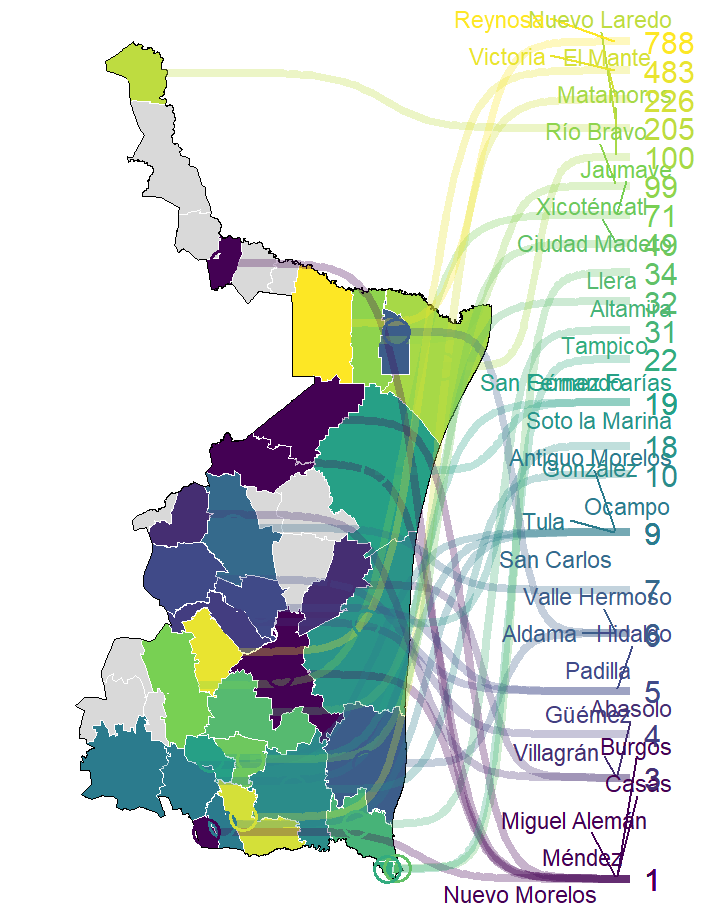 Reynosa
Nuevo Laredo
788
Victoria
El Mante
483
Matamoros
226
Río Bravo
205
100
Jaumave
99
Xicoténcatl
71
Ciudad Madero
49
Llera
34
Altamira
32
31
Tampico
22
San Fernando
Gómez Farías
19
Soto la Marina
18
Antiguo Morelos
González
10
Ocampo
Tula
9
San Carlos
7
Valle Hermoso
Aldama
Hidalgo
6
Padilla
5
Abasolo
Güémez
4
Burgos
Villagrán
3
Casas
Miguel Alemán
Méndez
1
Nuevo Morelos